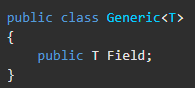 public class Generic<T>
{
    public T Field;
}